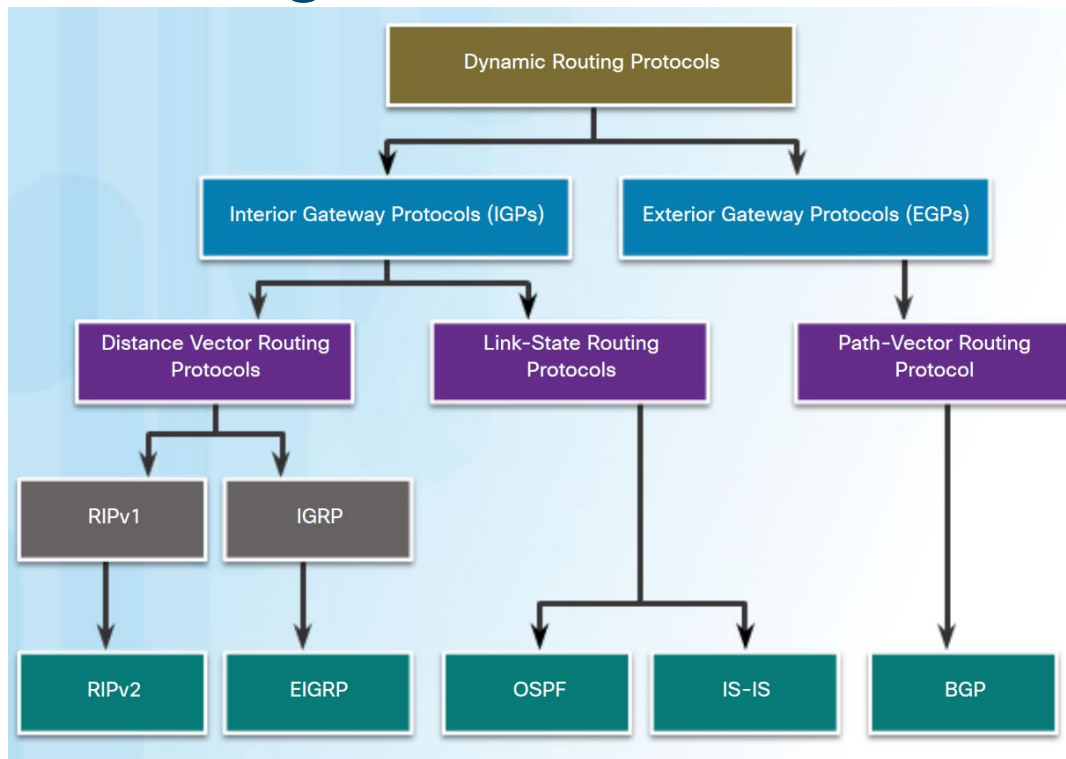 Dynamic Routing Protocols
Interior Gateway Protocols (IGPs)
Exterior Gateway Protocols (EGPs)
Distance Vector Routing
Protocols
Link-State Routing
Protocols
Path-Vector Routing
Protocol
RIPv1
IGRP
RIPv2
EIGRP
OSPF
IS-IS
BGP